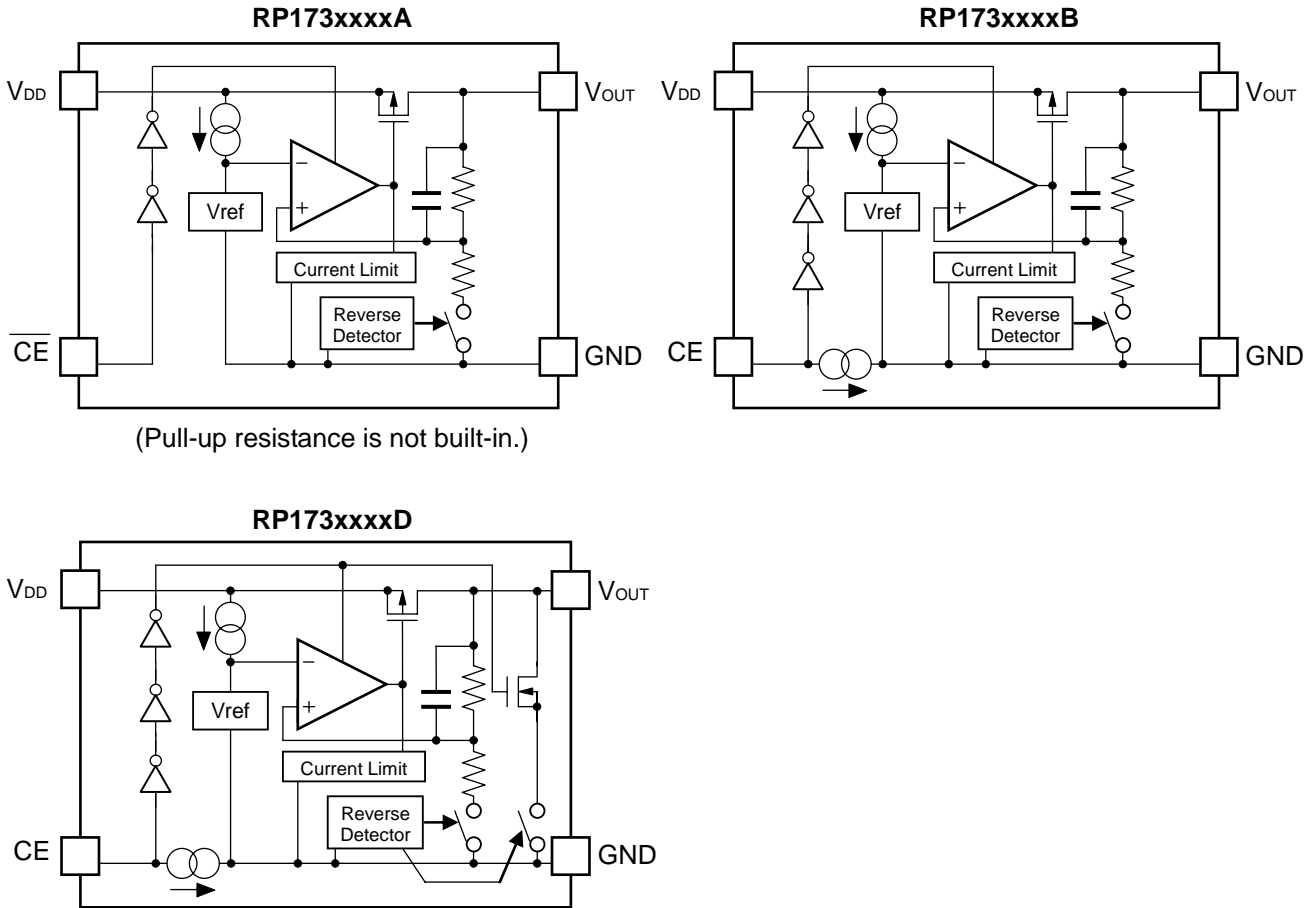 RP173xxxxA
VDD
VOUT
−
+
Vref
Current Limit
Reverse
Detector
CE
GND
(Pull-up resistance is not built-in.)
RP173xxxxB
VDD
VOUT
−
+
Vref
Current Limit
Reverse
Detector
CE
GND
RP173xxxxD
VDD
VOUT
−
+
Vref
Current Limit
Reverse
Detector
CE
GND